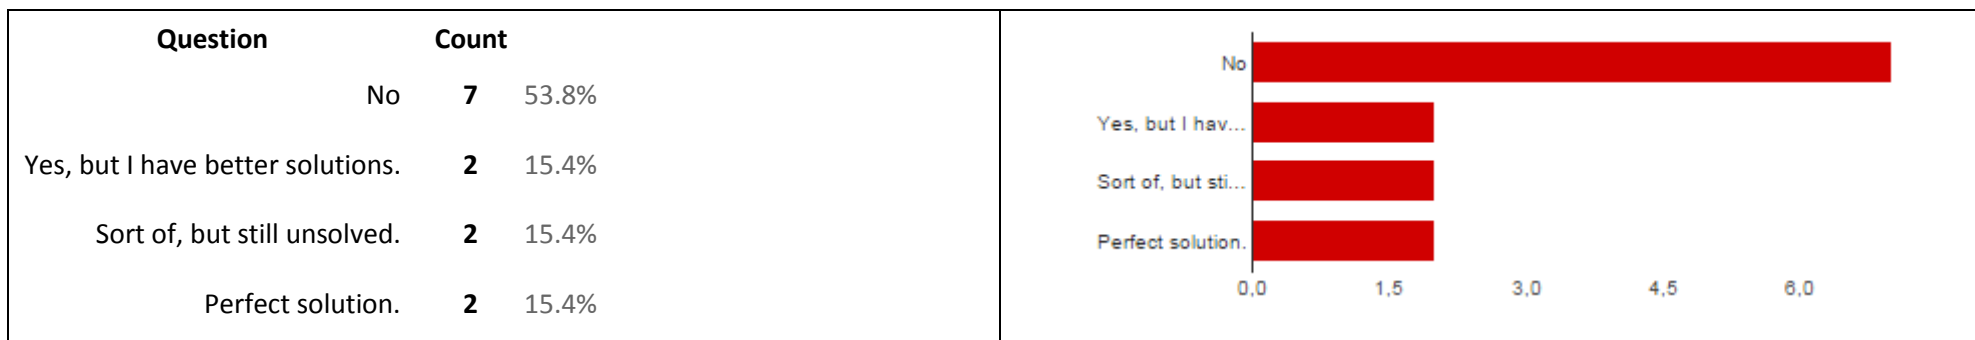 Question Count
No 7 53.8%
Yes, but I have better solutions. 2 15.4%
Sort of, but still unsolved. 2 15.4%
Perfect solution. 2 15.4%
No
Yes, but I hav...
Sort of, but sti...
Perfect solution.
0,0 1,5 3,0 4,5 6,0